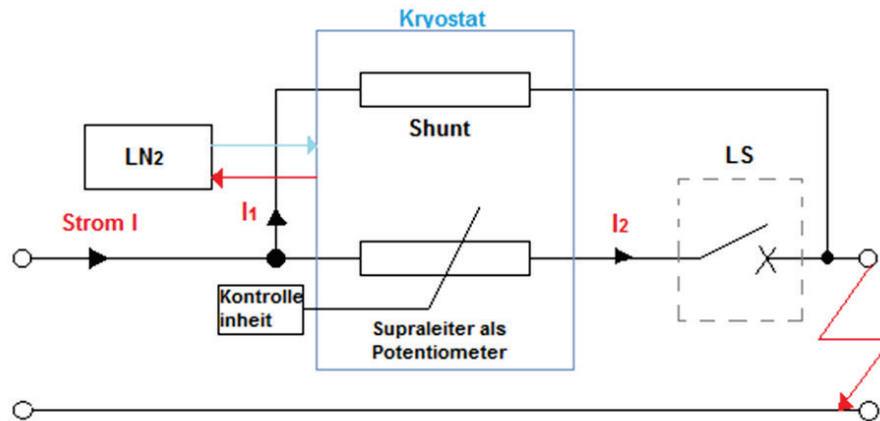 Kryostat
Shunt
LN2
LS
Strom I
I1
I2
Kontrolle
inheit
Supraleiter als
Potentiometer